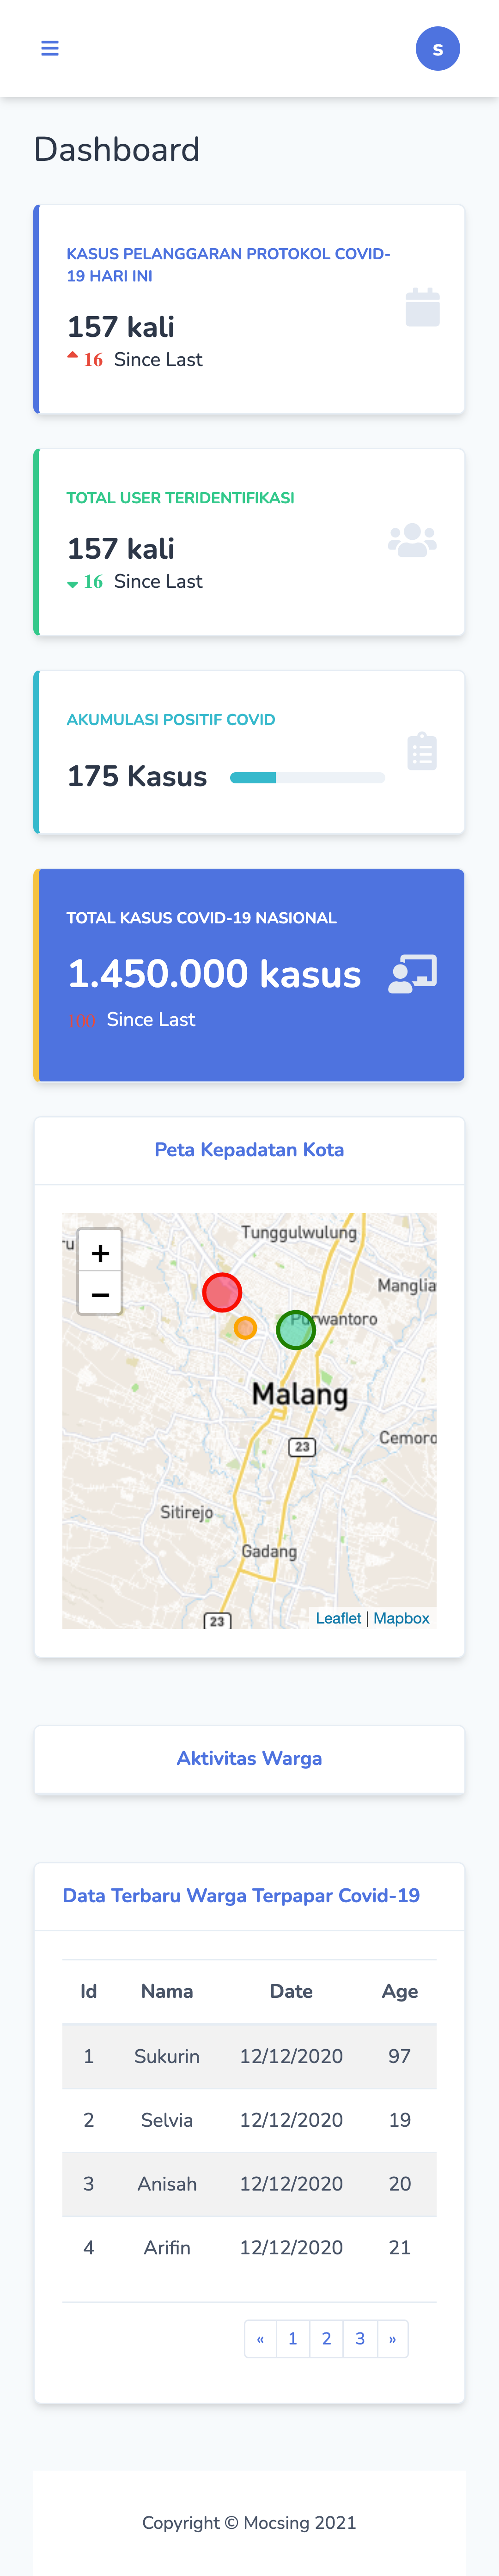 S
Dashboard
KASUS PELANGGARAN PROTOKOL COVID-
19 HARI INI
157 kali
16 Since Last
TOTAL USER TERIDENTIFIKASI
157 kali
16 Since Last
AKUMULASI POSITIF COVID
175 Kasus
TOTAL KASUS COVID-19 NASIONAL
1.450.000 kasus
100 Since Last
Peta Kepadatan Kota
+
−
ru
Tunggulwulung
Manglia
Purwantoro
Malang
Cemoro
23
Sitirejo
Gadang
23
Leaflet | Mapbox
Aktivitas Warga
Data Terbaru Warga Terpapar Covid-19
Id Nama Date Age
1 Sukurin 12/12/2020 97
2 Selvia 12/12/2020 19
3 Anisah 12/12/2020 20
4 Arifin 12/12/2020 21
« 1 2 3 »
Copyright © Mocsing 2021